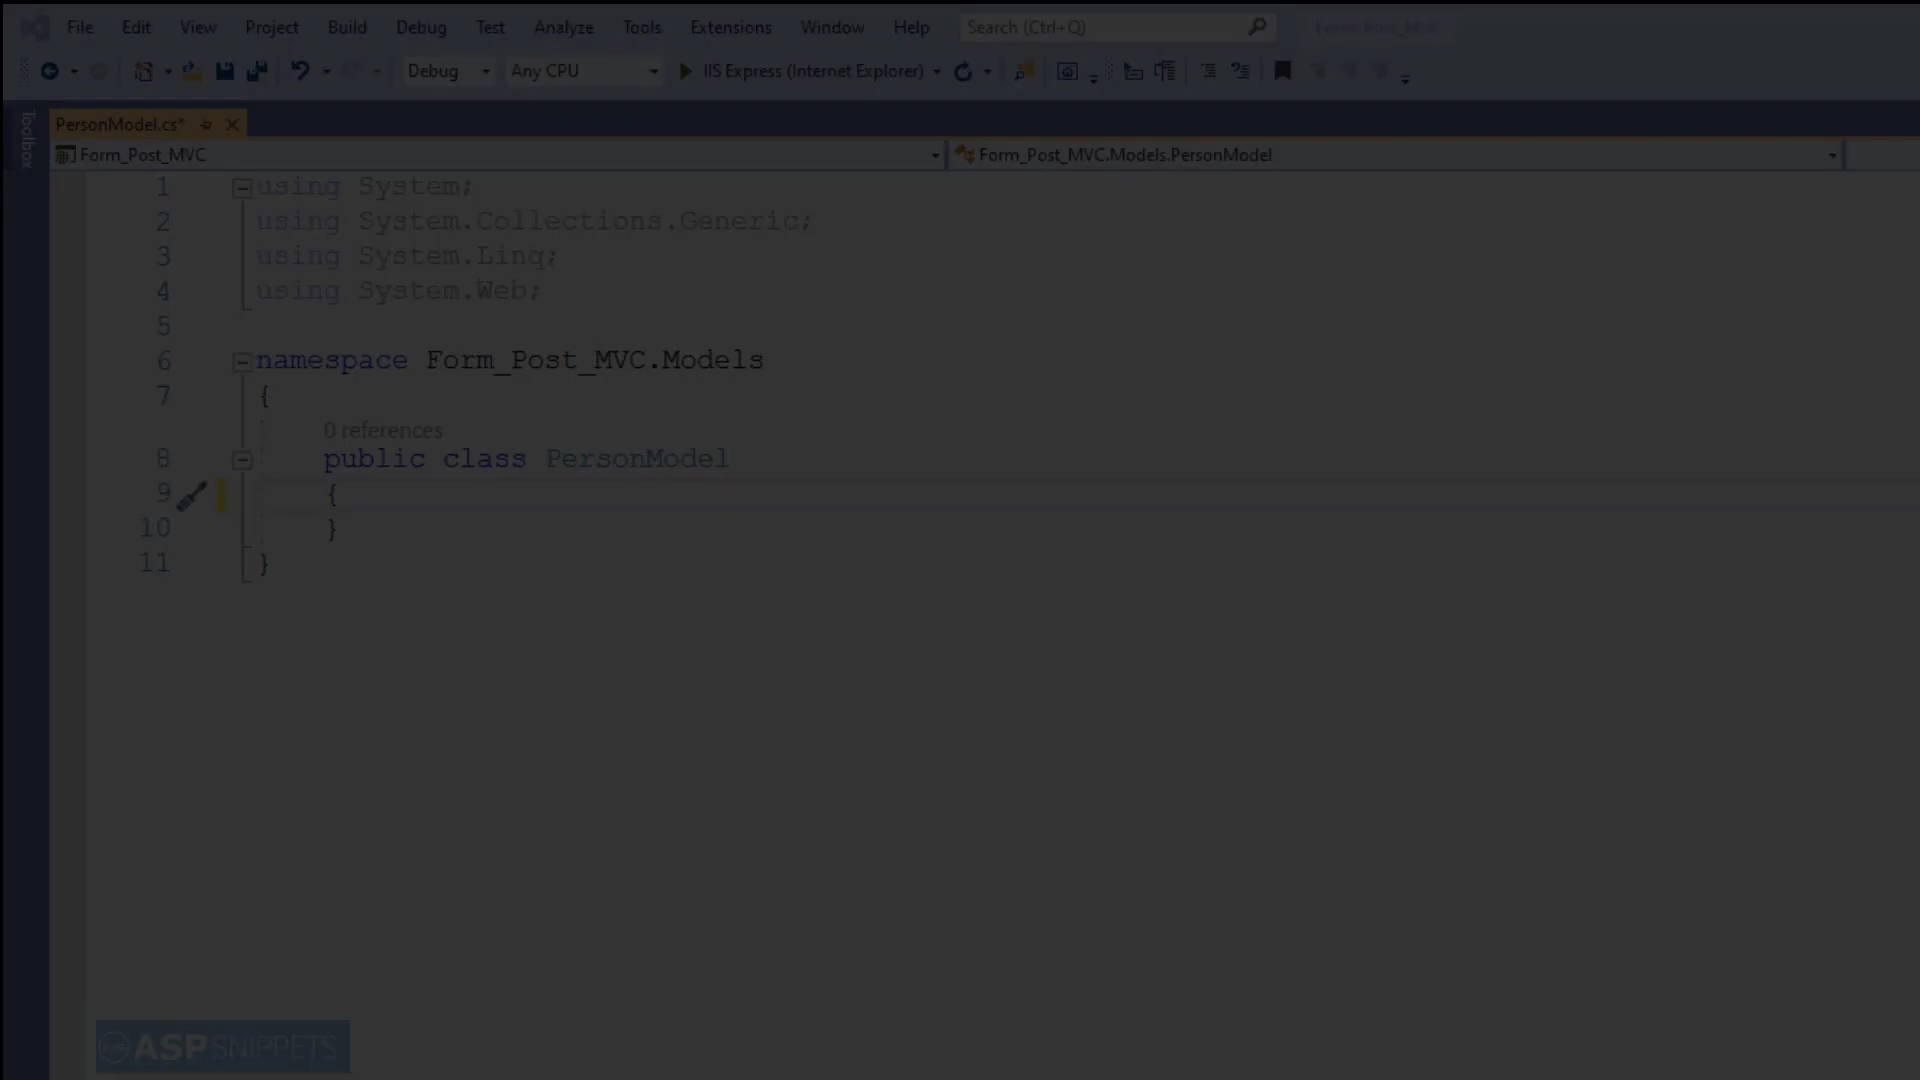 File Edit View Project Build Debug Test Analyze Tools Extensions Window Help Search (Ctrl+Q) Form_Post_MVC
Debug Any CPU IIS Express (Internet Explorer)
Toolbox
PersonModel.cs*
Form_Post_MVC Form_Post_MVC.Models.PersonModel
1 using System;
2 using System.Collections.Generic;
3 using System.Linq;
4 using System.Web;
5
6 namespace Form_Post_MVC.Models
7 {
0 references
8 public class PersonModel
9 {
10 }
11 }
ASPSNIPPETS